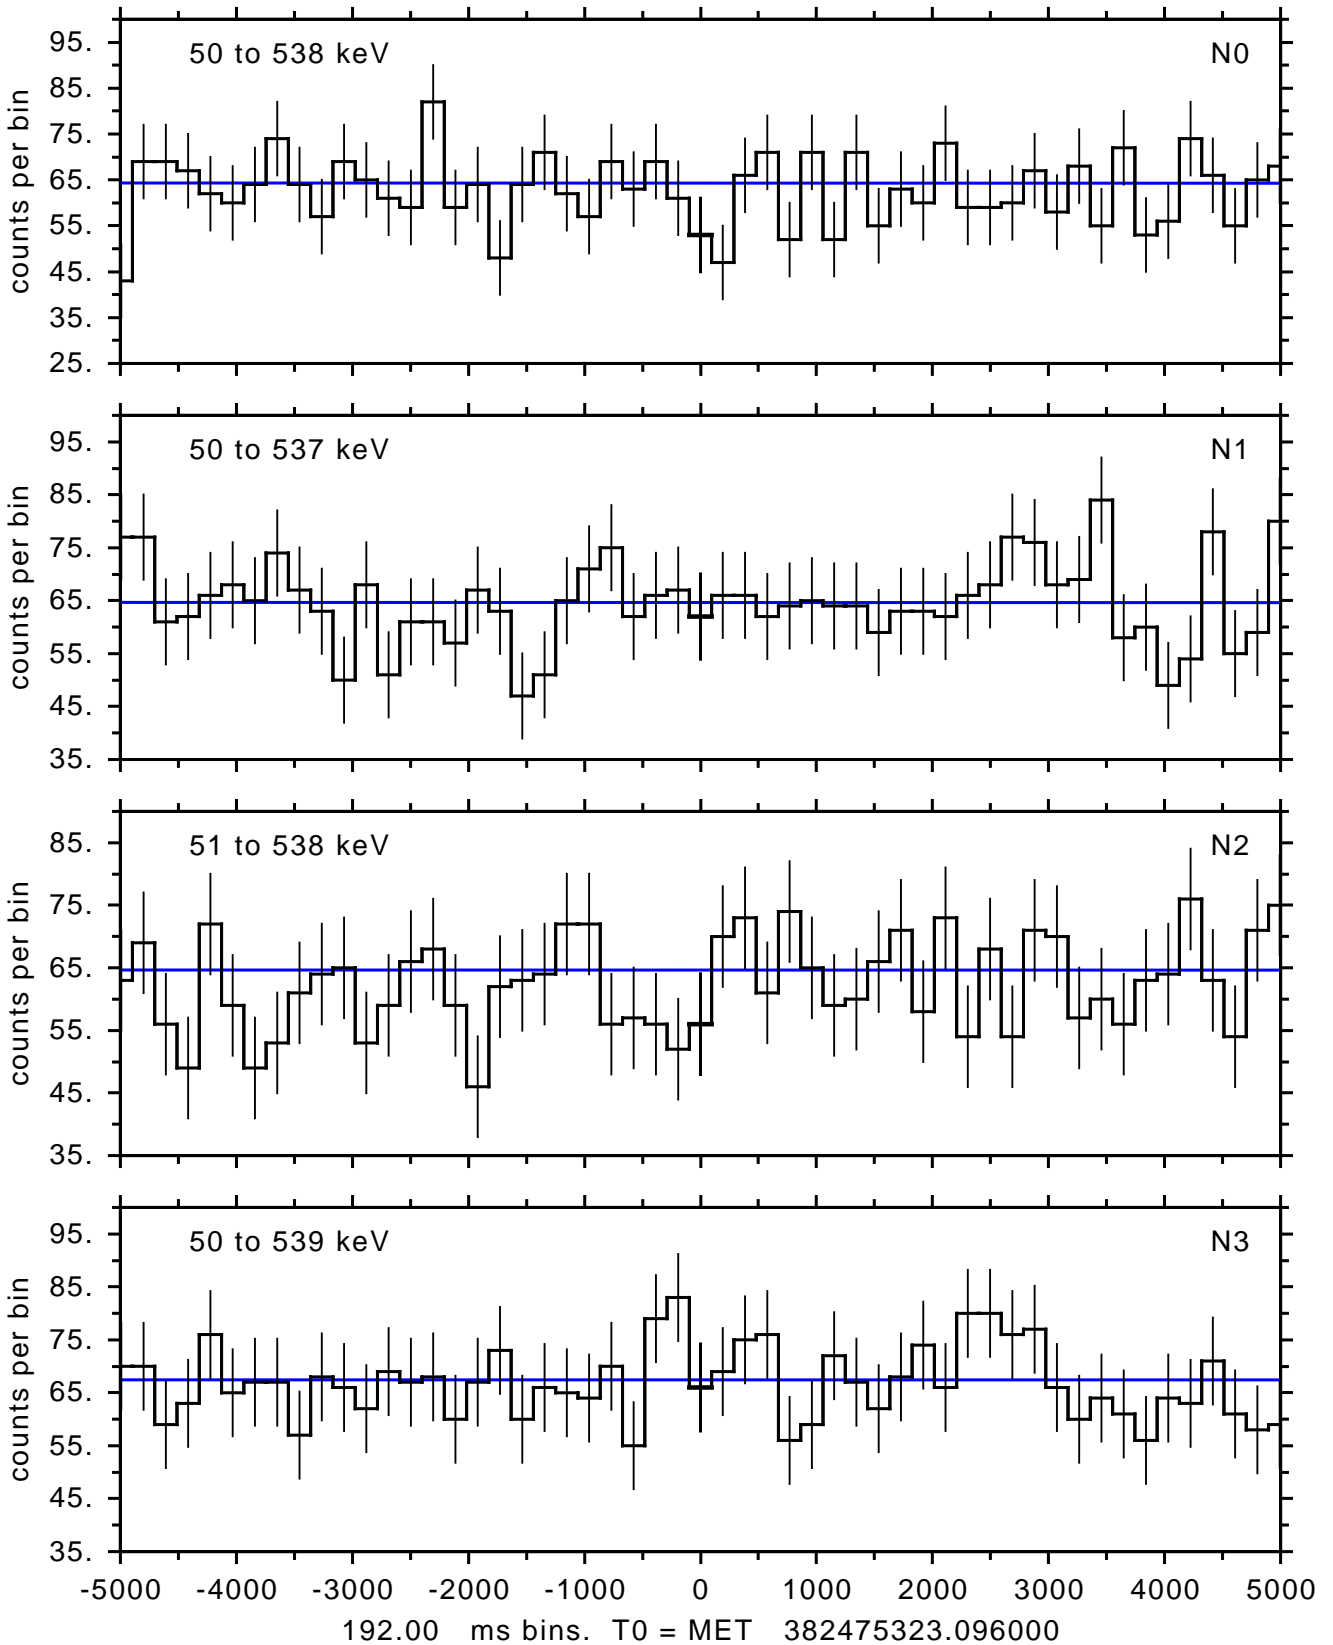 50 to 538 keV N0
95.
85.
75.
65.
55.
45.
35.
25.
counts per bin
50 to 537 keV N1
95.
85.
75.
65.
55.
45.
35.
counts per bin
51 to 538 keV N2
85.
75.
65.
55.
45.
35.
counts per bin
50 to 539 keV N3
95.
85.
75.
65.
55.
45.
35.
counts per bin
-5000 -4000 -3000 -2000 -1000 0 1000 2000 3000 4000 5000
192.00 ms bins. T0 = MET 382475323.096000